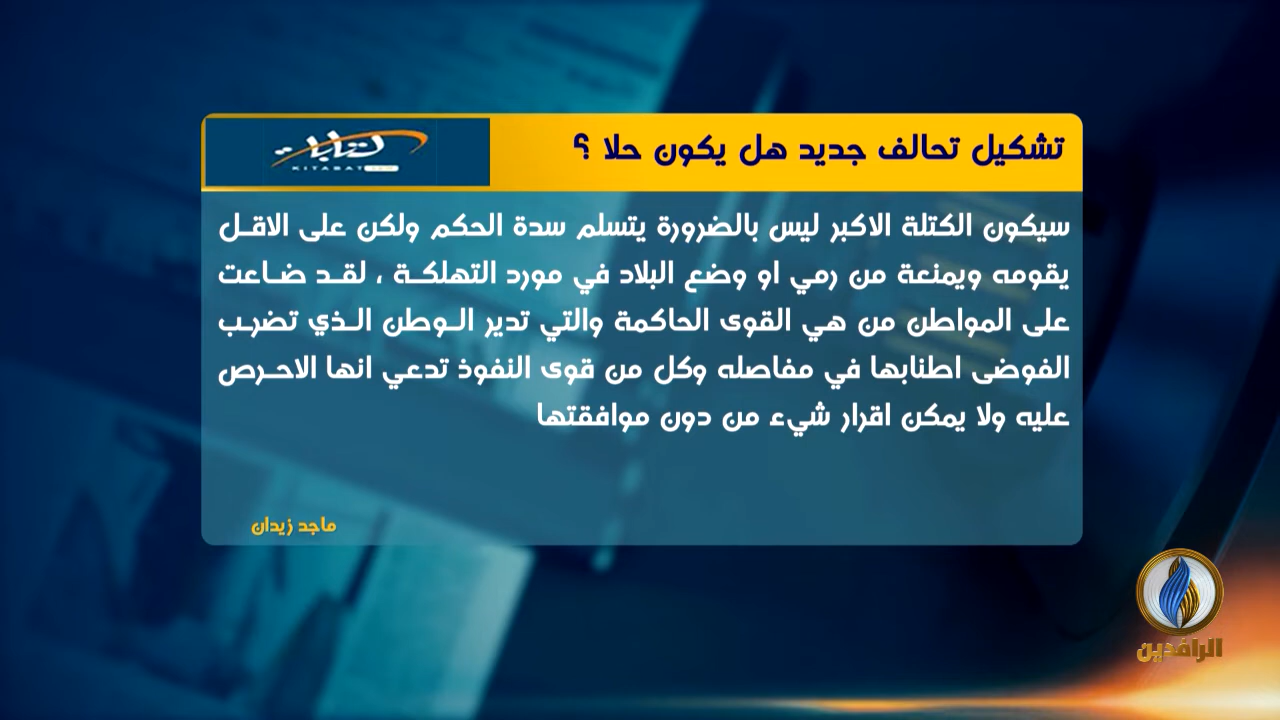 تشكيل تحالف جديد هل يكون حلا ؟
كتابات
KITABAT
سيكون الكتلة الاكبر ليس بالضرورة يتسلم سدة الحكم ولكن على الاقل
يقومه ويمنعة من رمي او وضع البلاد في مورد التهلكة ، لقد ضاعت
على المواطن من هي القوى الحاكمة والتي تدير الوطن الذي تضرب
الفوضى اطنابها في مفاصله وكل من قوى النفوذ تدعي انها الاحرص
عليه ولا يمكن اقرار شيء من دون موافقتها
ماجد زيدان
الرافدين